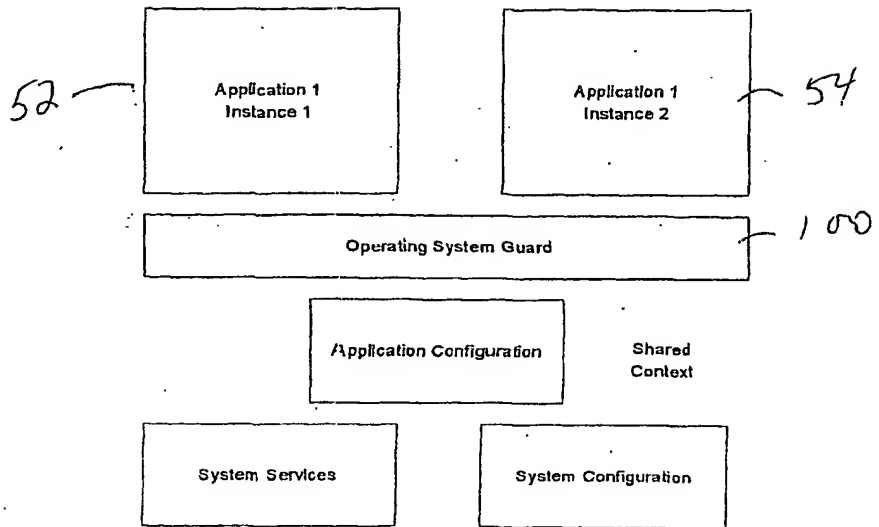 52
Application 1
Instance 1
Application 1
Instance 2
54
Operating System Guard
100
Application Configuration
Shared
Context
System Services
System Configuration